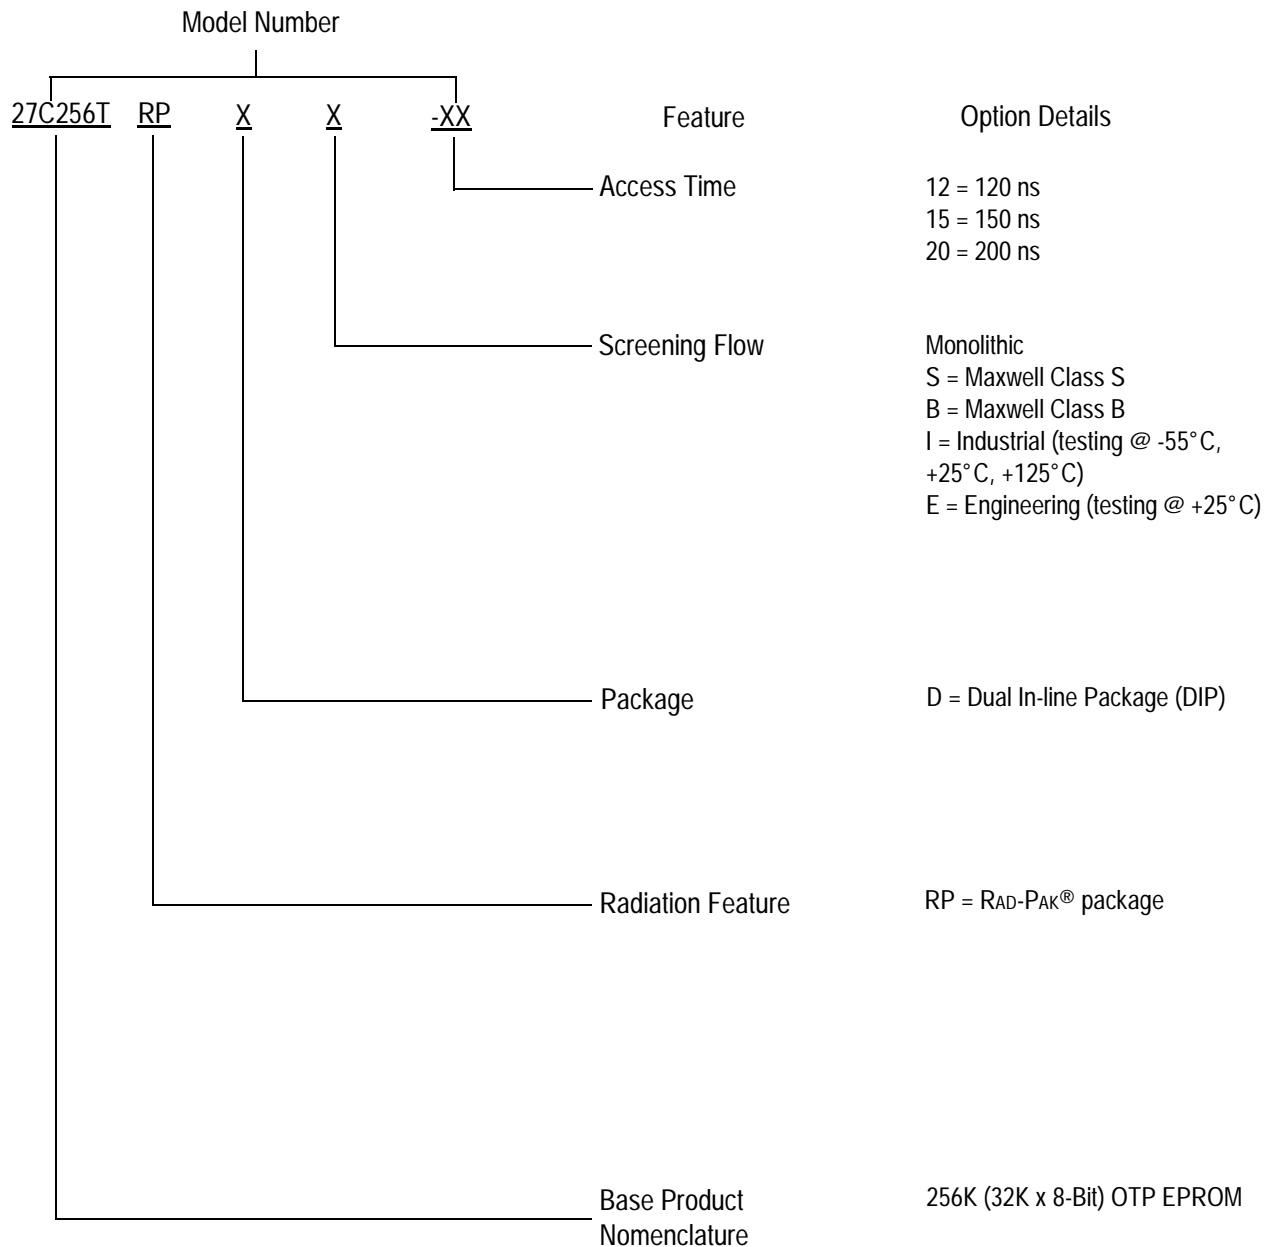 Model Number
27C256T RP X X -XX Feature Option Details
Access Time 12 = 120 ns
15 = 150 ns
20 = 200 ns
Screening Flow Monolithic
S = Maxwell Class S
B = Maxwell Class B
I = Industrial (testing @ -55°C,
+25°C, +125°C)
E = Engineering (testing @ +25°C)
Package D = Dual In-line Package (DIP)
Radiation Feature RP = RAD-PAK® package
Base Product 256K (32K x 8-Bit) OTP EPROM
Nomenclature